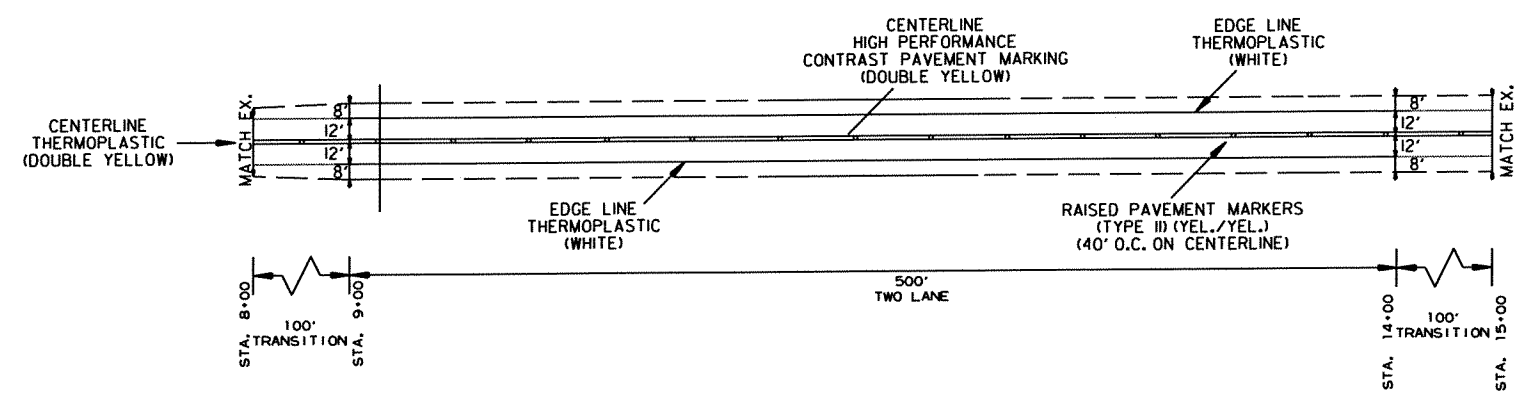 CENTERLINE
HIGH PERFORMANCE
CONTRAST PAVEMENT MARKING
(DOUBLE YELLOW)
EDGE LINE
THERMOPLASTIC
(WHITE)
CENTERLINE
THERMOPLASTIC
(DOUBLE YELLOW)
MATCH EX.
8'
12'
12'
8'
8'
12'
12'
8'
MATCH EX.
EDGE LINE
THERMOPLASTIC
(WHITE)
RAISED PAVEMENT MARKERS
(TYPE II) (YEL./YEL.)
(40' O.C. ON CENTERLINE)
STA. 8+00
100'
TRANSITION
STA. 9+00
500'
TWO LANE
STA. 14+00
100'
TRANSITION
STA. 15+00